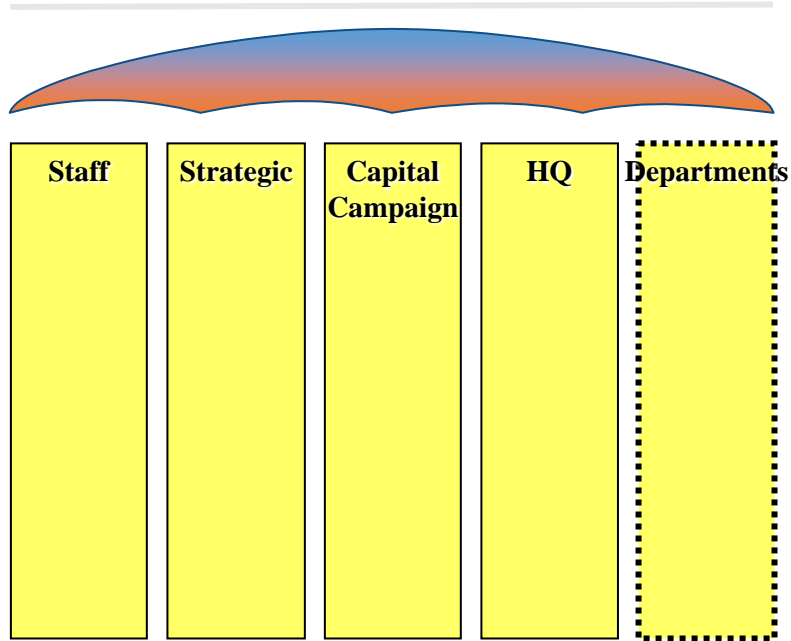 Staff
Strategic
Capital
Campaign
HQ
Departments